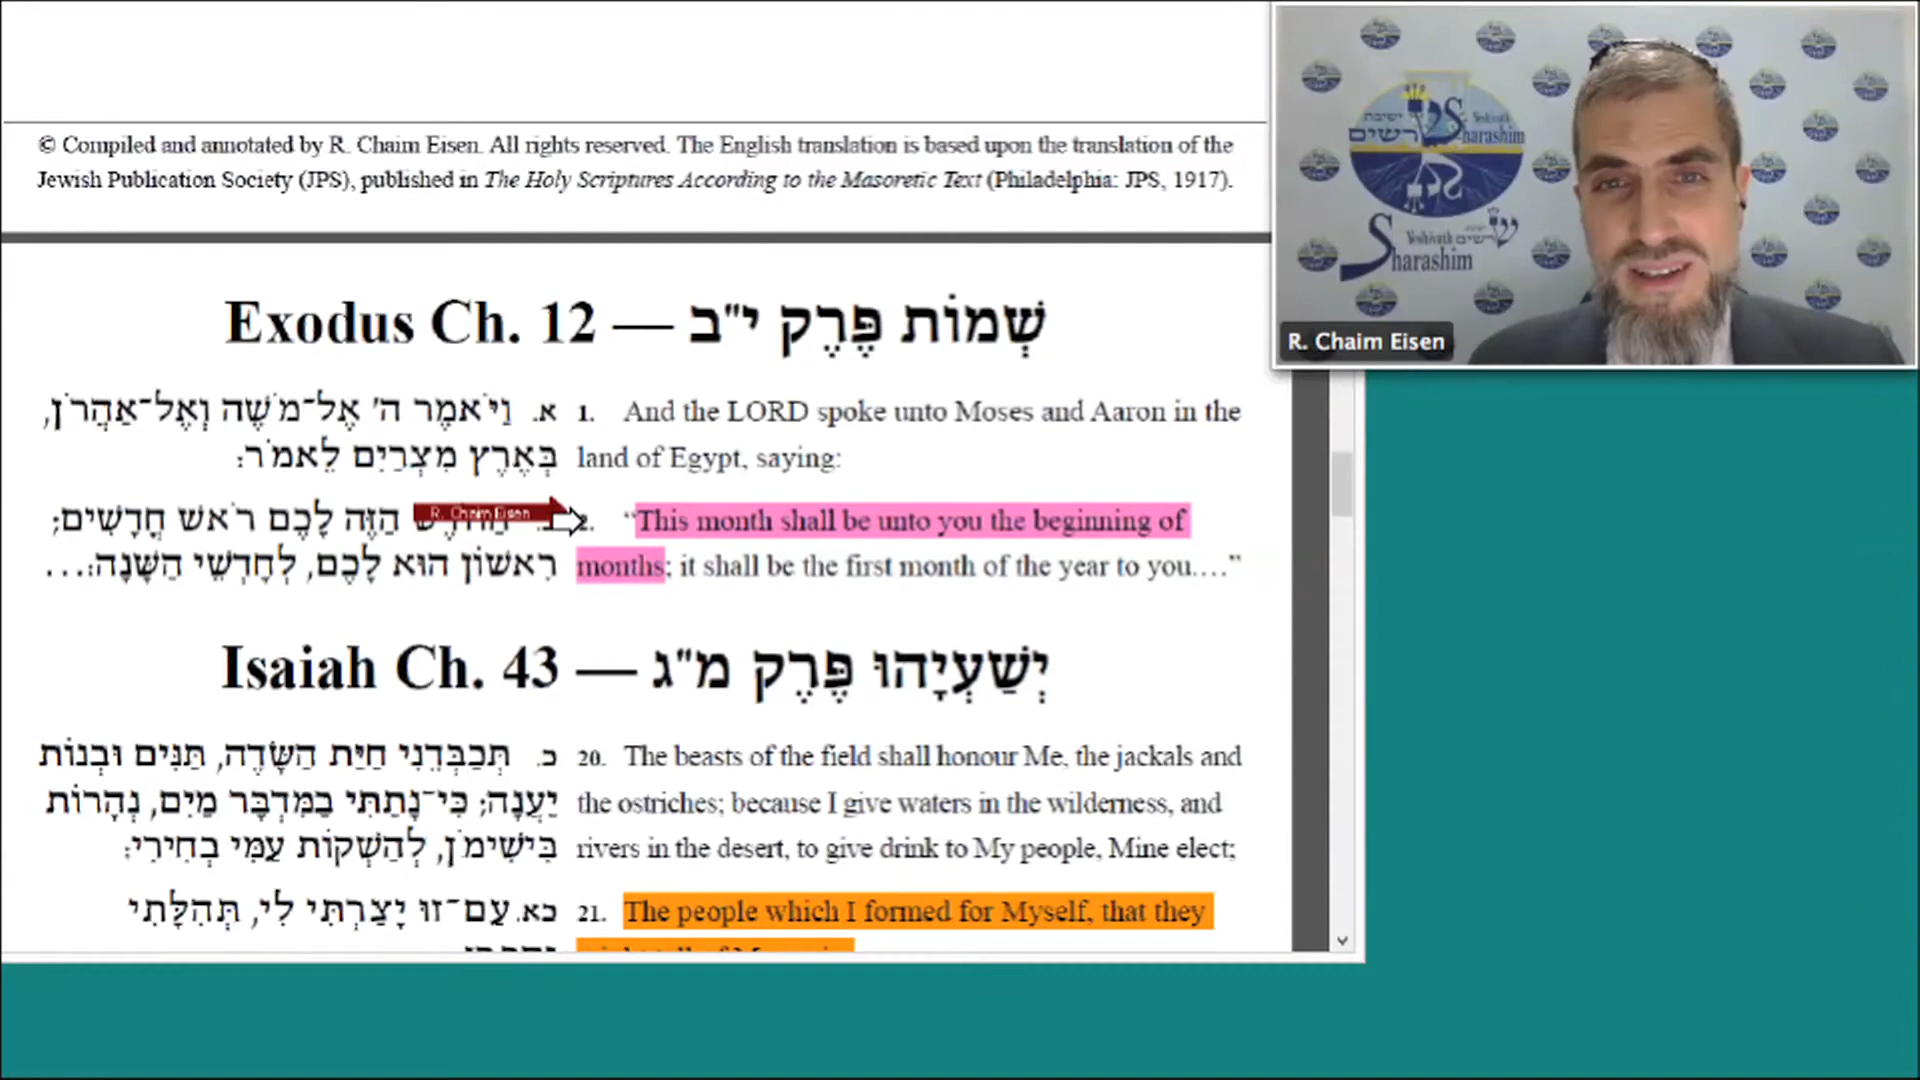 © Compiled and annotated by R. Chaim Eisen. All rights reserved. The English translation is based upon the translation of the
Jewish Publication Society (JPS), published in The Holy Scriptures According to the Masoretic Text (Philadelphia: JPS, 1917).
Exodus Ch. 12 — שְׁמוֹת פֶּרֶק י"ב
א. וַיֹּאמֶר ה' אֶל־מֹשֶׁה וְאֶל־אַהֲרֹן,
בְּאֶרֶץ מִצְרַיִם לֵאמֹר:
1. And the LORD spoke unto Moses and Aaron in the
land of Egypt, saying:
הַזֶּה לָכֶם רֹאשׁ חֳדָשִׁים;
רִאשׁוֹן הוּא לָכֶם, לְחָדְשֵׁי הַשָּׁנָה:...
R. Chaim Eisen
“This month shall be unto you the beginning of
months; it shall be the first month of the year to you....”
Isaiah Ch. 43 — יְשַׁעְיָהוּ פֶּרֶק מ"ג
כ. תְּכַבְּדֵנִי חַיַּת הַשָּׂדֶה, תַּנִּים וּבְנוֹת
יַעֲנָה; כִּי־נָתַתִּי בַמִּדְבָּר מַיִם, נְהָרוֹת
בִּישִׁימֹן, לְהַשְׁקוֹת עַמִּי בְחִירִי:
20. The beasts of the field shall honour Me, the jackals and
the ostriches; because I give waters in the wilderness, and
rivers in the desert, to give drink to My people, Mine elect;
כא. עַם־זוּ יָצַרְתִּי לִי, תְּהִלָּתִי
21. The people which I formed for Myself, that they
ישיבת
שרשים
Yeshivath
Sharashim
Yeshivath
Sharashim
R. Chaim Eisen